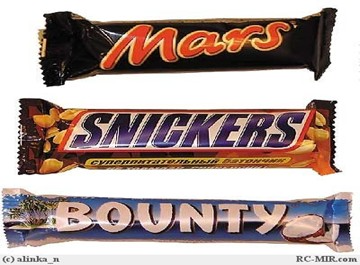 Mars
SNICKERS
суперпитательный батончик
BOUNTY
(c) alinka_n
RC-MIR.com